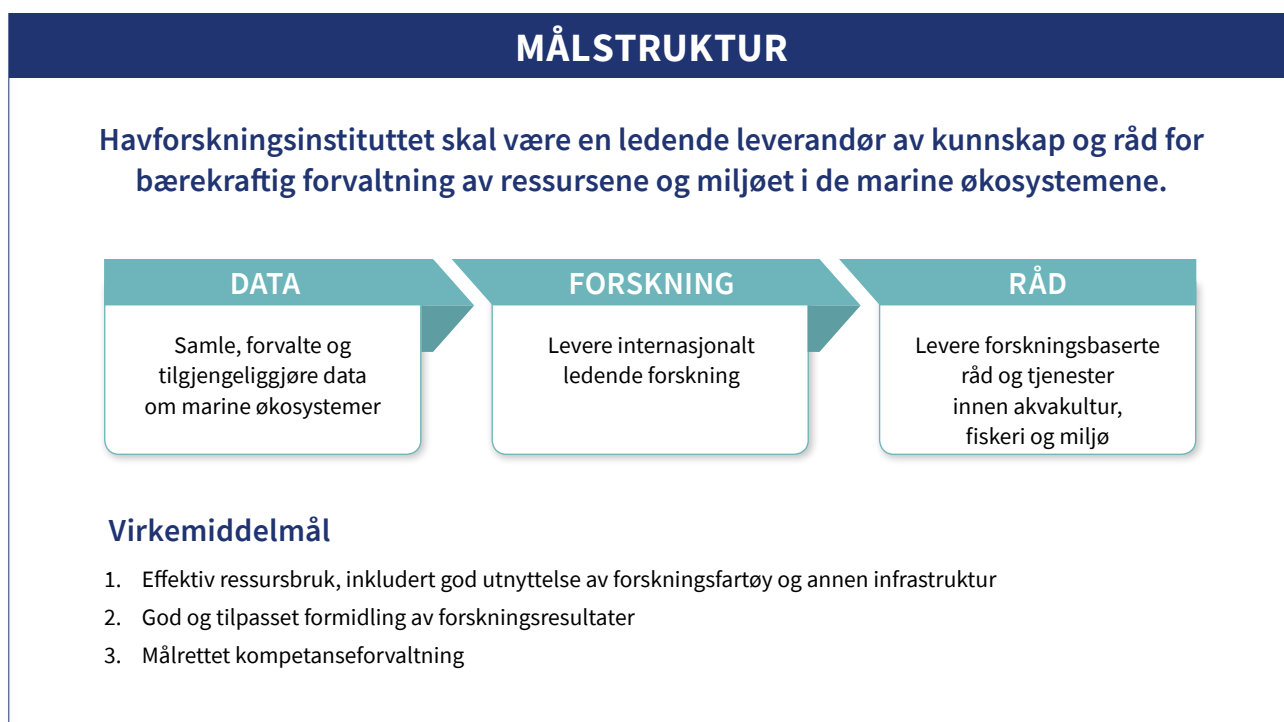 MÅLSTRUKTUR
Havforskningsinstituttet skal være en ledende leverandør av kunnskap og råd for
bærekraftig forvaltning av ressursene og miljøet i de marine økosystemene.
DATA
Samle, forvalte og
tilgjengeliggjøre data
om marine økosystemer
FORSKNING
Levere internasjonalt
ledende forskning
RÅD
Levere forskningsbaserte
råd og tjenester
innen akvakultur,
fiskeri og miljø
Virkemiddelmål
1. Effektiv ressursbruk, inkludert god utnyttelse av forskningsfartøy og annen infrastruktur
2. God og tilpasset formidling av forskningsresultater
3. Målrettet kompetanseforvaltning